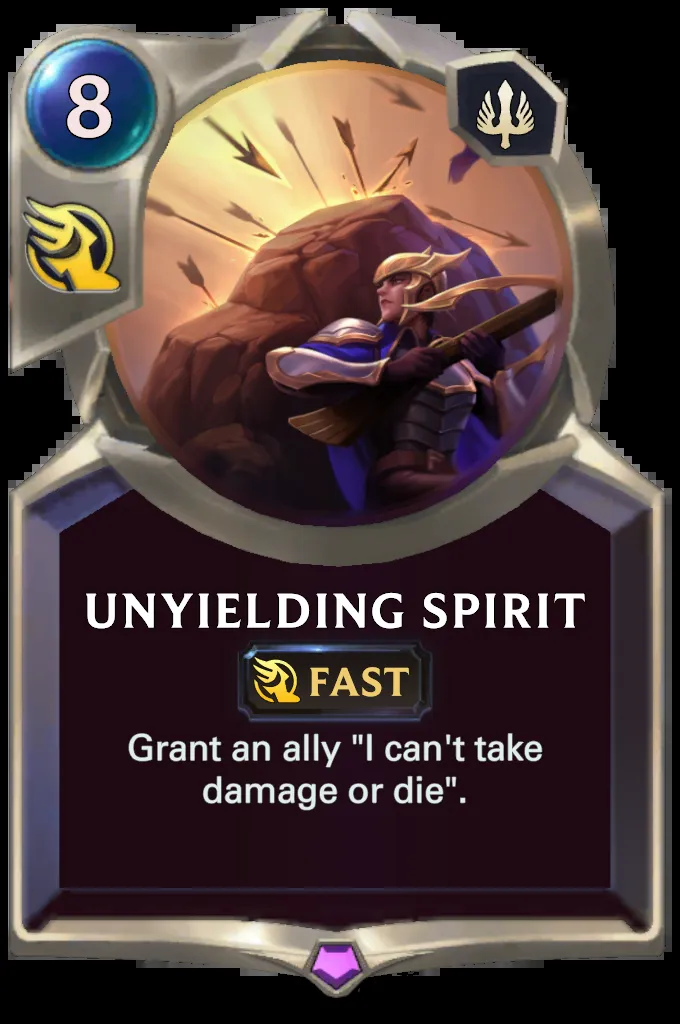 8
UNYIELDING SPIRIT
FAST
Grant an ally "I can't take
damage or die".